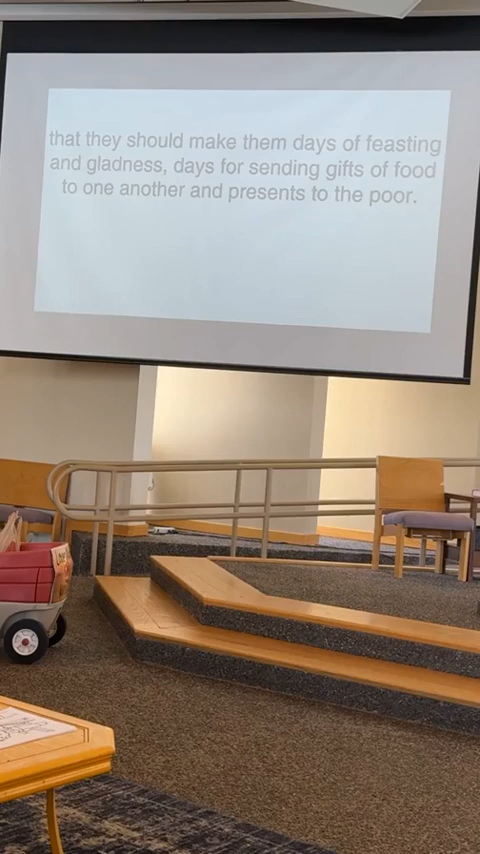 that they should make them days of feasting
and gladness, days for sending gifts of food
to one another and presents to the poor.